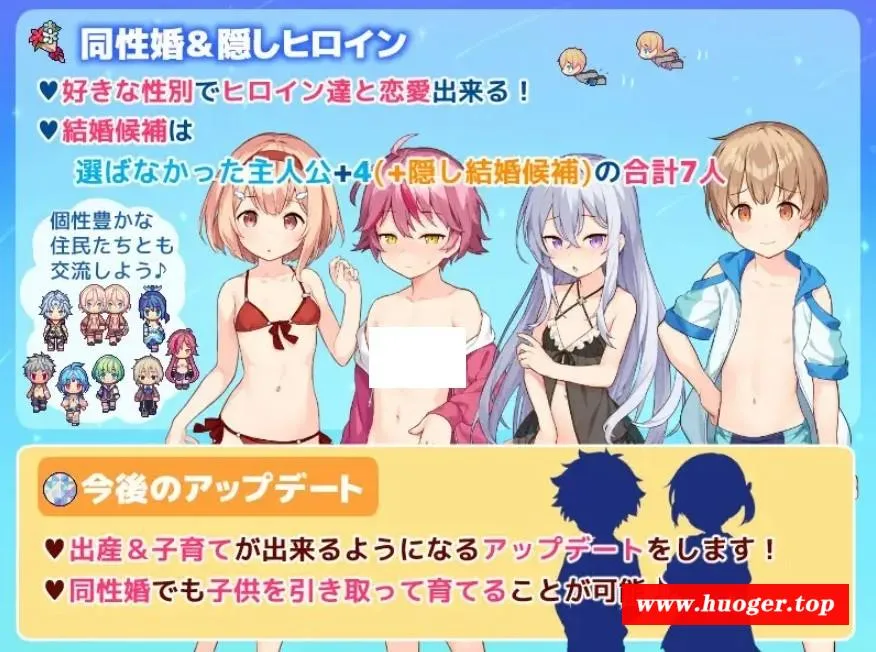 同性婚&隠しヒロイン
♥好きな性別でヒロイン達と恋愛出来る！
♥結婚候補は
選ばなかった主人公+4(+隠し結婚候補)の合計7人
個性豊かな
住民たちとも
交流しよう♪
今後のアップデート
♥出産＆子育てが出来るようになるアップデートをします！
♥同性婚でも子供を引き取って育てることが可能♪
www.huoger.top